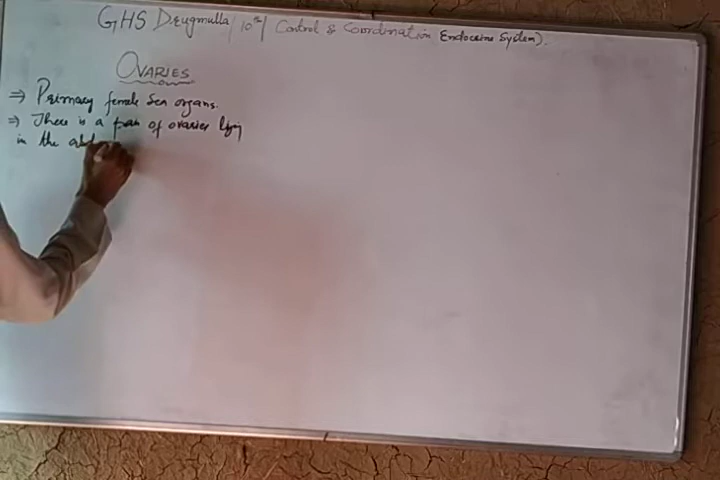 GHS Drugmulla / 10th / Control & Coordination Endocrine System).
OVARIES
⇒ Primary female Sex organs.
⇒ There is a pair of ovaries lying
in the abd